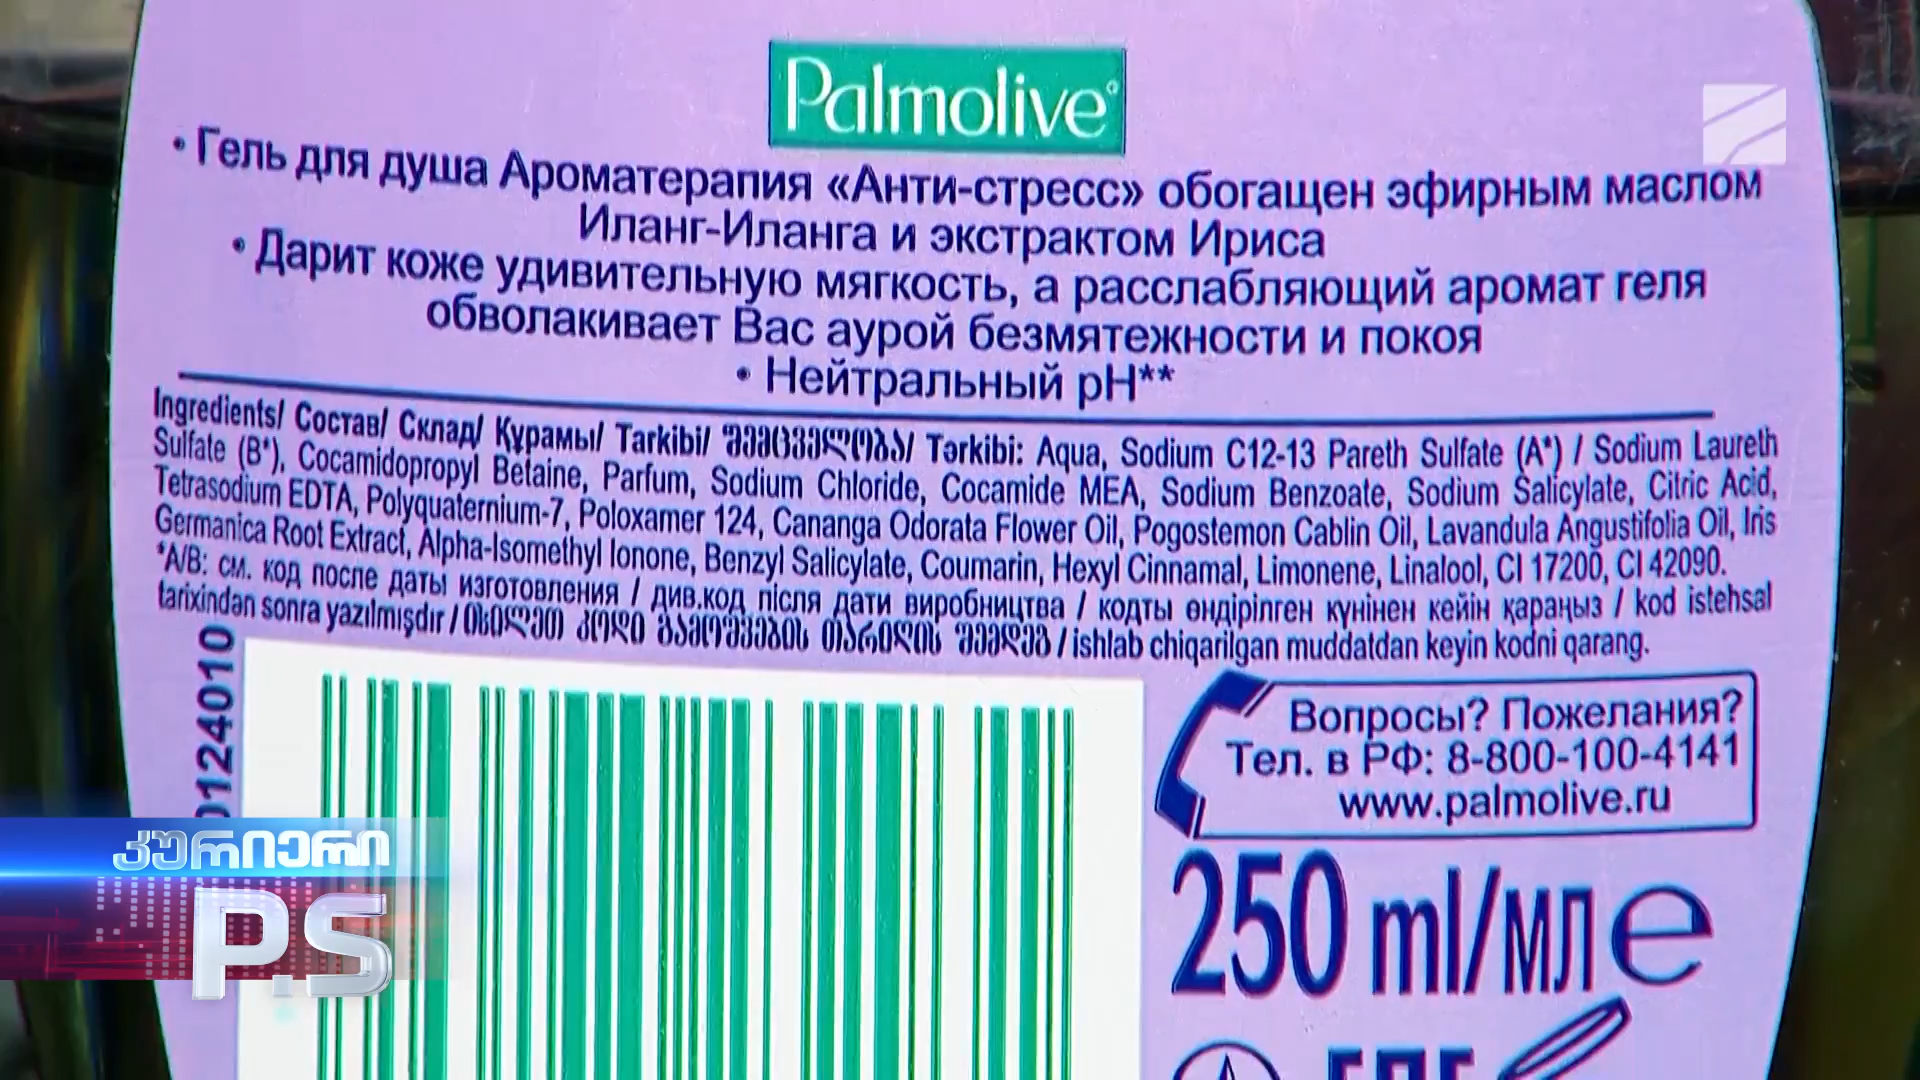 Palmolive
• Гель для душа Ароматерапия «Анти-стресс» обогащен эфирным маслом
Иланг-Иланга и экстрактом Ириса
• Дарит коже удивительную мягкость, а расслабляющий аромат геля
обволакивает Вас аурой безмятежности и покоя
• Нейтральный pH**
Ingredients/ Состав/ Склад/ Құрамы/ Tarkibi/ შემცველობა/ Tərkibi: Aqua, Sodium C12-13 Pareth Sulfate (A*) / Sodium Laureth
Sulfate (B*), Cocamidopropyl Betaine, Parfum, Sodium Chloride, Cocamide MEA, Sodium Benzoate, Sodium Salicylate, Citric Acid,
Tetrasodium EDTA, Polyquaternium-7, Poloxamer 124, Cananga Odorata Flower Oil, Pogostemon Cablin Oil, Lavandula Angustifolia Oil, Iris
Germanica Root Extract, Alpha-Isomethyl Ionone, Benzyl Salicylate, Coumarin, Hexyl Cinnamal, Limonene, Linalool, CI 17200, CI 42090.
*A/B: см. код после даты изготовления / див.код після дати виробництва / кодты өндірілген күнінен кейін қараңыз / kod istehsal
tarixindən sonra yazılmışdır / იხილეთ კოდი გამოშვების თარიღის შემდეგ / ishlab chiqarilgan muddatdan keyin kodni qarang.
0124010
Вопросы? Пожелания?
Тел. в РФ: 8-800-100-4141
www.palmolive.ru
250 ml/мл e
კურიერი
P.S